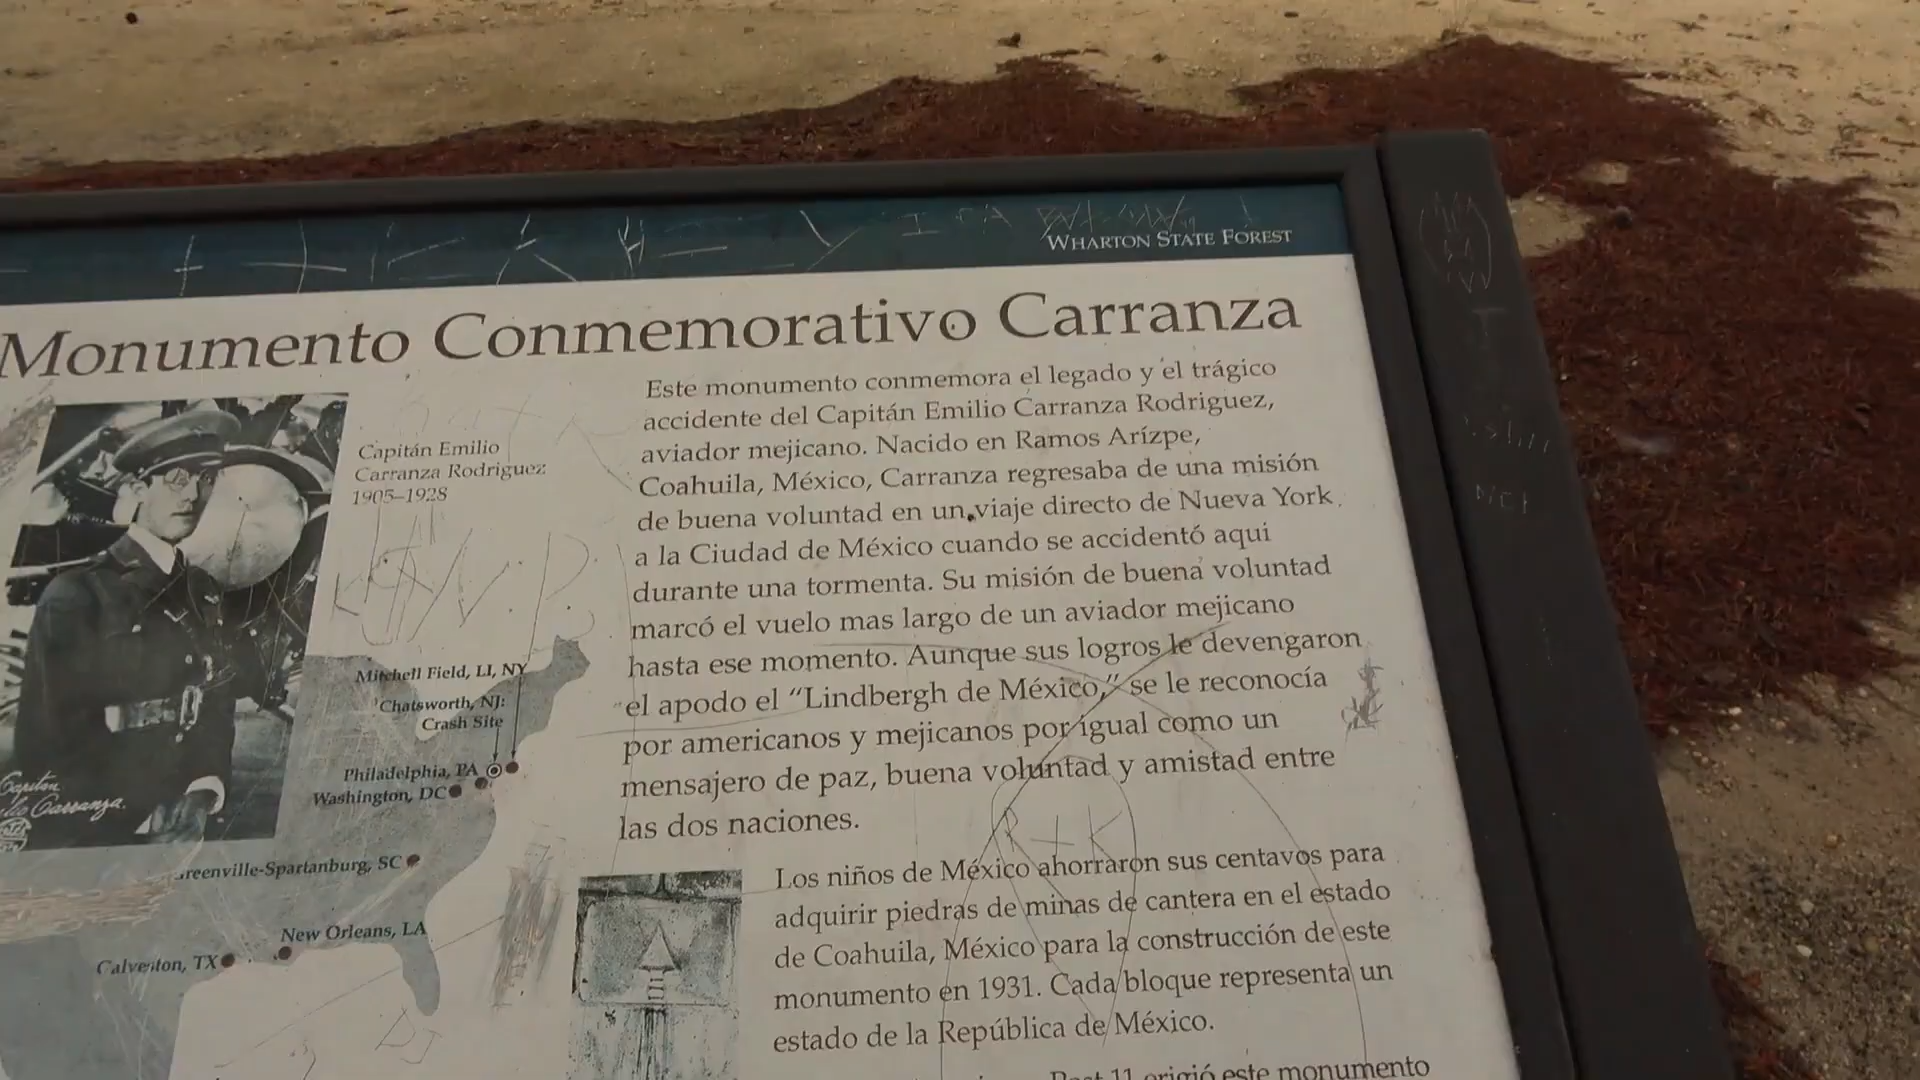 WHARTON STATE FOREST
Monumento Conmemorativo Carranza
Capitán Emilio
Carranza Rodriguez
1905–1928
Este monumento conmemora el legado y el trágico
accidente del Capitán Emilio Carranza Rodriguez,
aviador mejicano. Nacido en Ramos Arízpe,
Coahuila, México, Carranza regresaba de una misión
de buena voluntad en un viaje directo de Nueva York
a la Ciudad de México cuando se accidentó aqui
durante una tormenta. Su misión de buena voluntad
marcó el vuelo mas largo de un aviador mejicano
hasta ese momento. Aunque sus logros le devengaron
el apodo el “Lindbergh de México,” se le reconocía
por americanos y mejicanos por igual como un
mensajero de paz, buena voluntad y amistad entre
las dos naciones.
Mitchell Field, LI, NY
Chatsworth, NJ:
Crash Site
Philadelphia, PA
Washington, DC
Greenville-Spartanburg, SC
New Orleans, LA
Galveston, TX
Capitán
Carranza.
Los niños de México ahorraron sus centavos para
adquirir piedras de minas de cantera en el estado
de Coahuila, México para la construcción de este
monumento en 1931. Cada bloque representa un
estado de la República de México.
Post 11 erigió este monumento
R+K
DJ